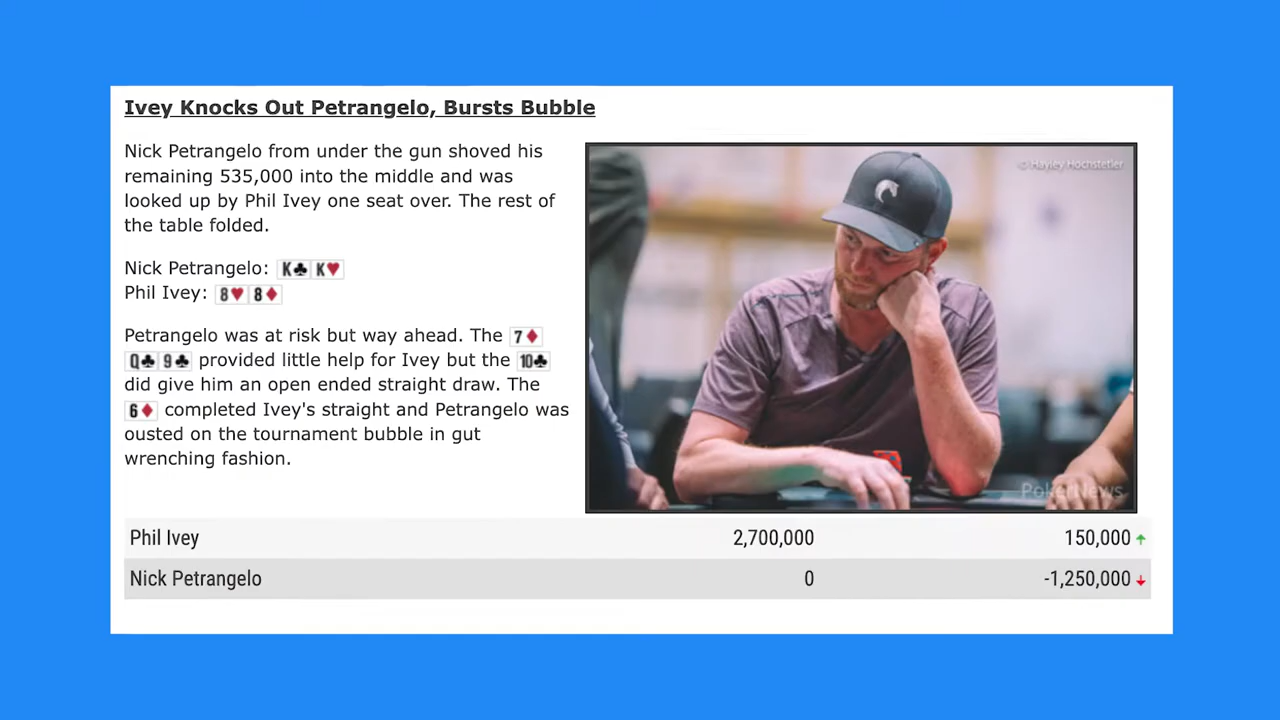 Ivey Knocks Out Petrangelo, Bursts Bubble
Nick Petrangelo from under the gun shoved his
remaining 535,000 into the middle and was
looked up by Phil Ivey one seat over. The rest of
the table folded.
Nick Petrangelo: K♣ K♥
Phil Ivey: 8♥ 8♦
Petrangelo was at risk but way ahead. The 7♦
Q♣ 9♣ provided little help for Ivey but the 10♣
did give him an open ended straight draw. The
6♦ completed Ivey's straight and Petrangelo was
ousted on the tournament bubble in gut
wrenching fashion.
© Hayley Hochstetler
PokerNews
Phil Ivey 2,700,000 150,000
Nick Petrangelo 0 -1,250,000